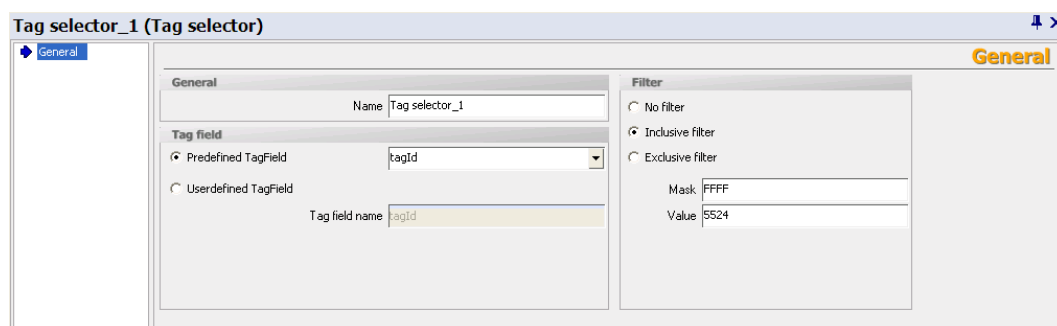 Tag selector_1 (Tag selector)
General
General
General
Name Tag selector_1
Tag field
Predefined TagField tagId
Userdefined TagField
Tag field name tagId
Filter
No filter
Inclusive filter
Exclusive filter
Mask FFFF
Value 5524